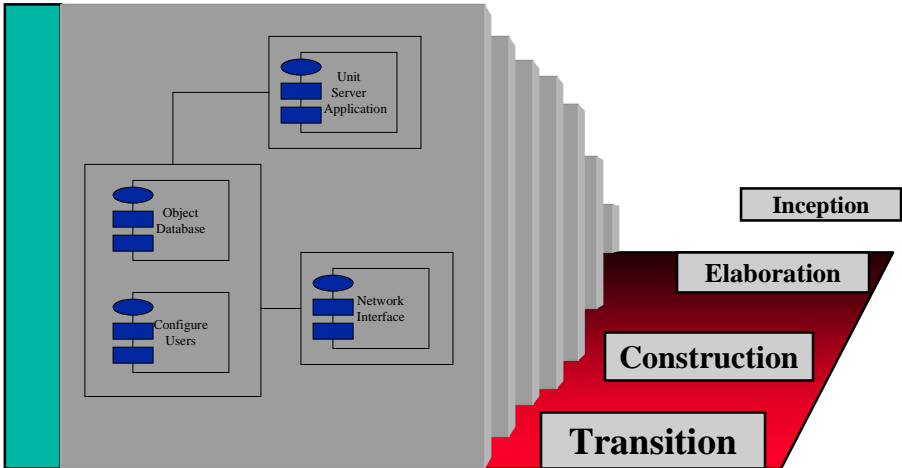 Unit
Server
Application
Object
Database
Configure
Users
Network
Interface
Inception
Elaboration
Construction
Transition